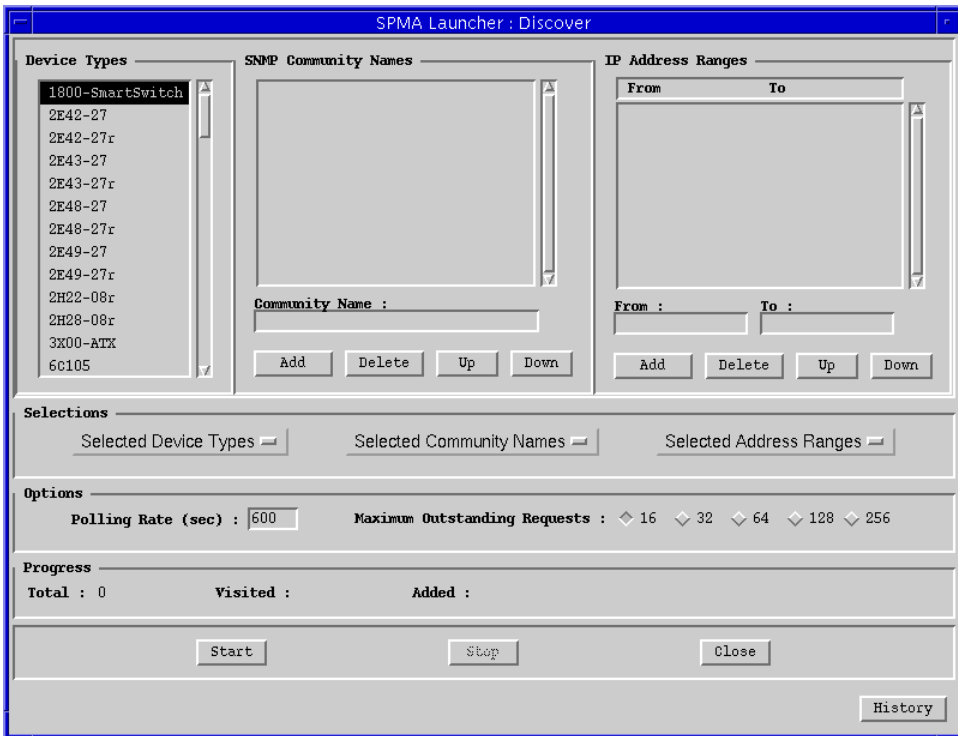 SPMA Launcher : Discover
Device Types
1800-SmartSwitch
2E42-27
2E42-27r
2E43-27
2E43-27r
2E48-27
2E48-27r
2E49-27
2E49-27r
2H22-08r
2H28-08r
3X00-ATX
6C105
SNMP Community Names
Community Name :
Add Delete Up Down
IP Address Ranges
From To
From : To :
Add Delete Up Down
Selections
Selected Device Types Selected Community Names Selected Address Ranges
Options
Polling Rate (sec) : 600 Maximum Outstanding Requests : 16 32 64 128 256
Progress
Total : 0 Visited : Added :
Start Stop Close
History